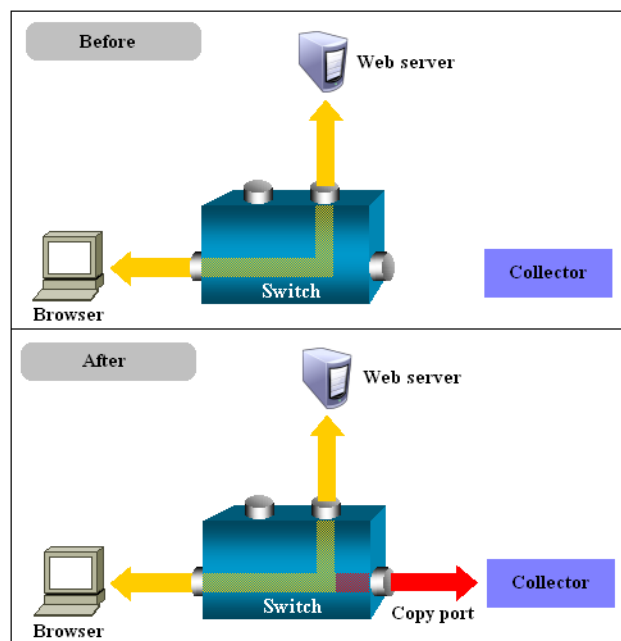 Before
Web server
Collector
Switch
Browser
After
Web server
Collector
Switch
Copy port
Browser